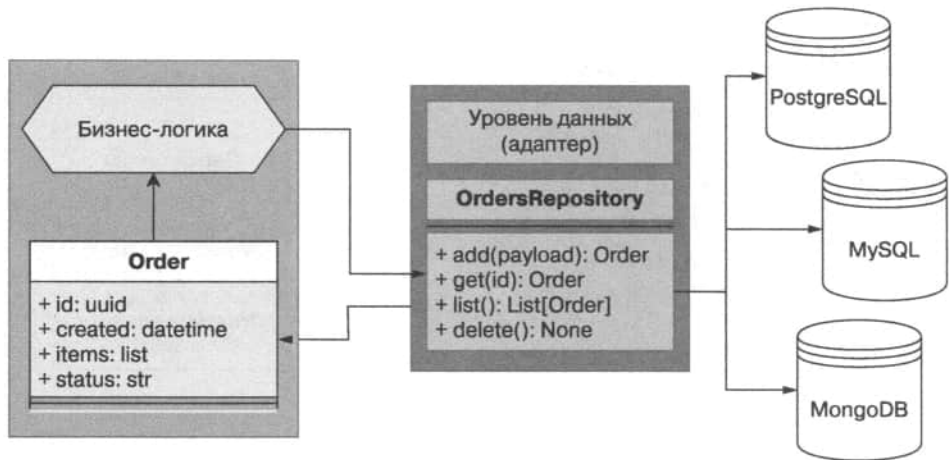 Бизнес-логика
Order
+ id: uuid
+ created: datetime
+ items: list
+ status: str
Уровень данных
(адаптер)
OrdersRepository
+ add(payload): Order
+ get(id): Order
+ list(): List[Order]
+ delete(): None
PostgreSQL
MySQL
MongoDB